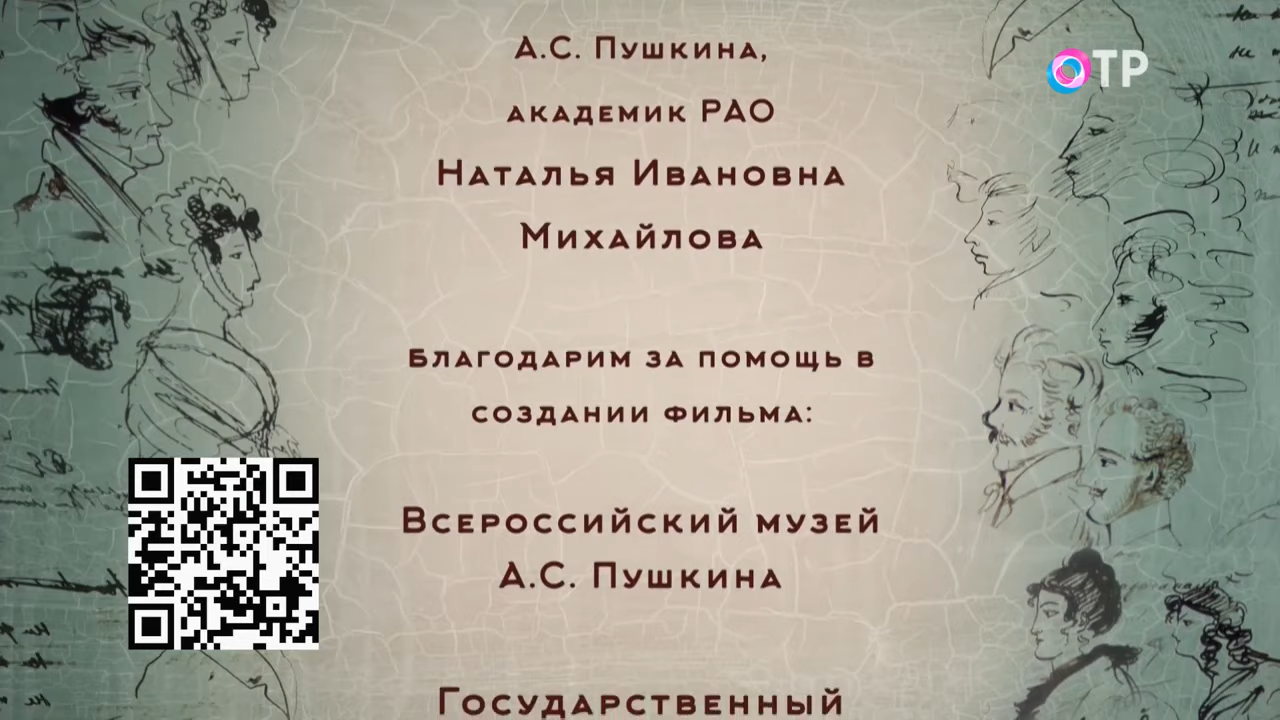 А.С. Пушкина,
ОТР
академик РАО
Наталья Ивановна
Михайлова
Благодарим за помощь в
создании фильма:
Всероссийский музей
А.С. Пушкина
Государственный